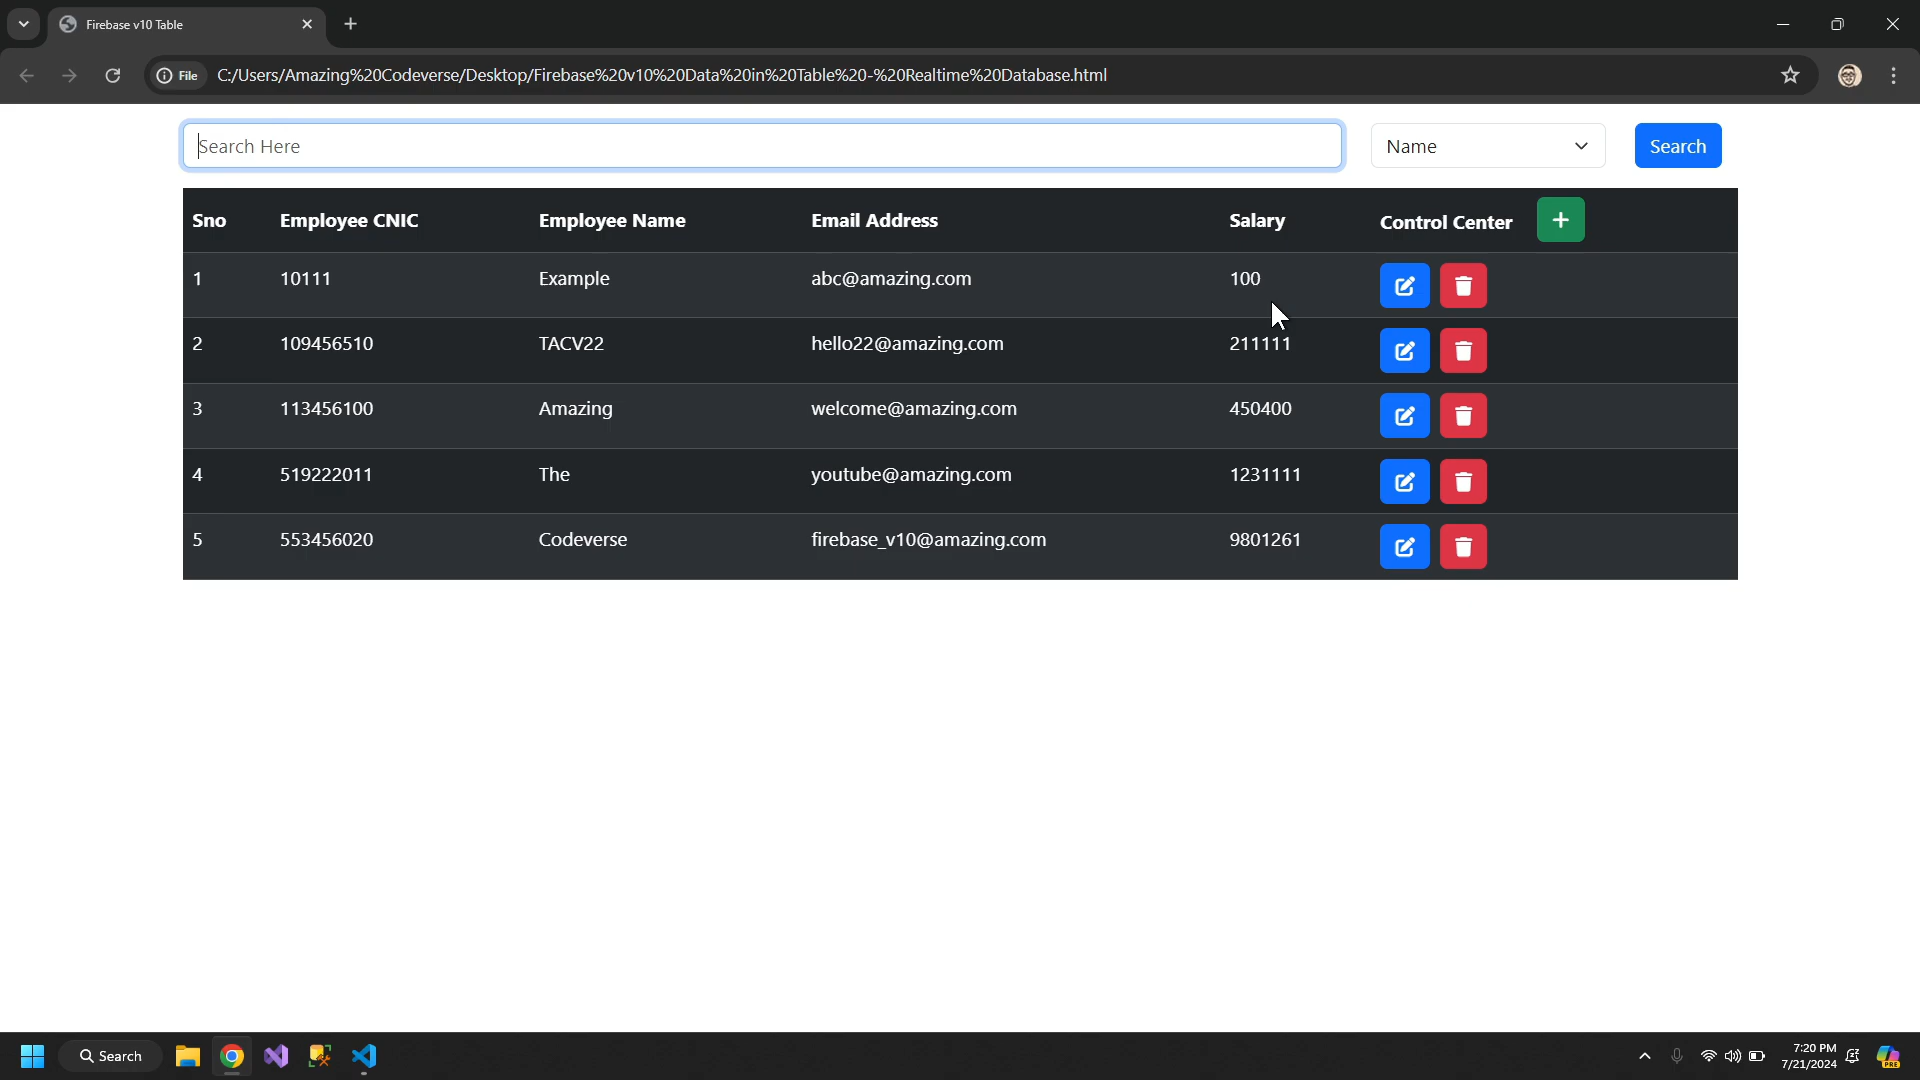 Firebase v10 Table
File C:/Users/Amazing%20Codeverse/Desktop/Firebase%20v10%20Data%20in%20Table%20-%20Realtime%20Database.html
Search Here Name Search
Sno Employee CNIC Employee Name Email Address Salary Control Center +
1 10111 Example abc@amazing.com 100
2 109456510 TACV22 hello22@amazing.com 211111
3 113456100 Amazing welcome@amazing.com 450400
4 519222011 The youtube@amazing.com 1231111
5 553456020 Codeverse firebase_v10@amazing.com 9801261
Search 7:20 PM
7/21/2024
PRE